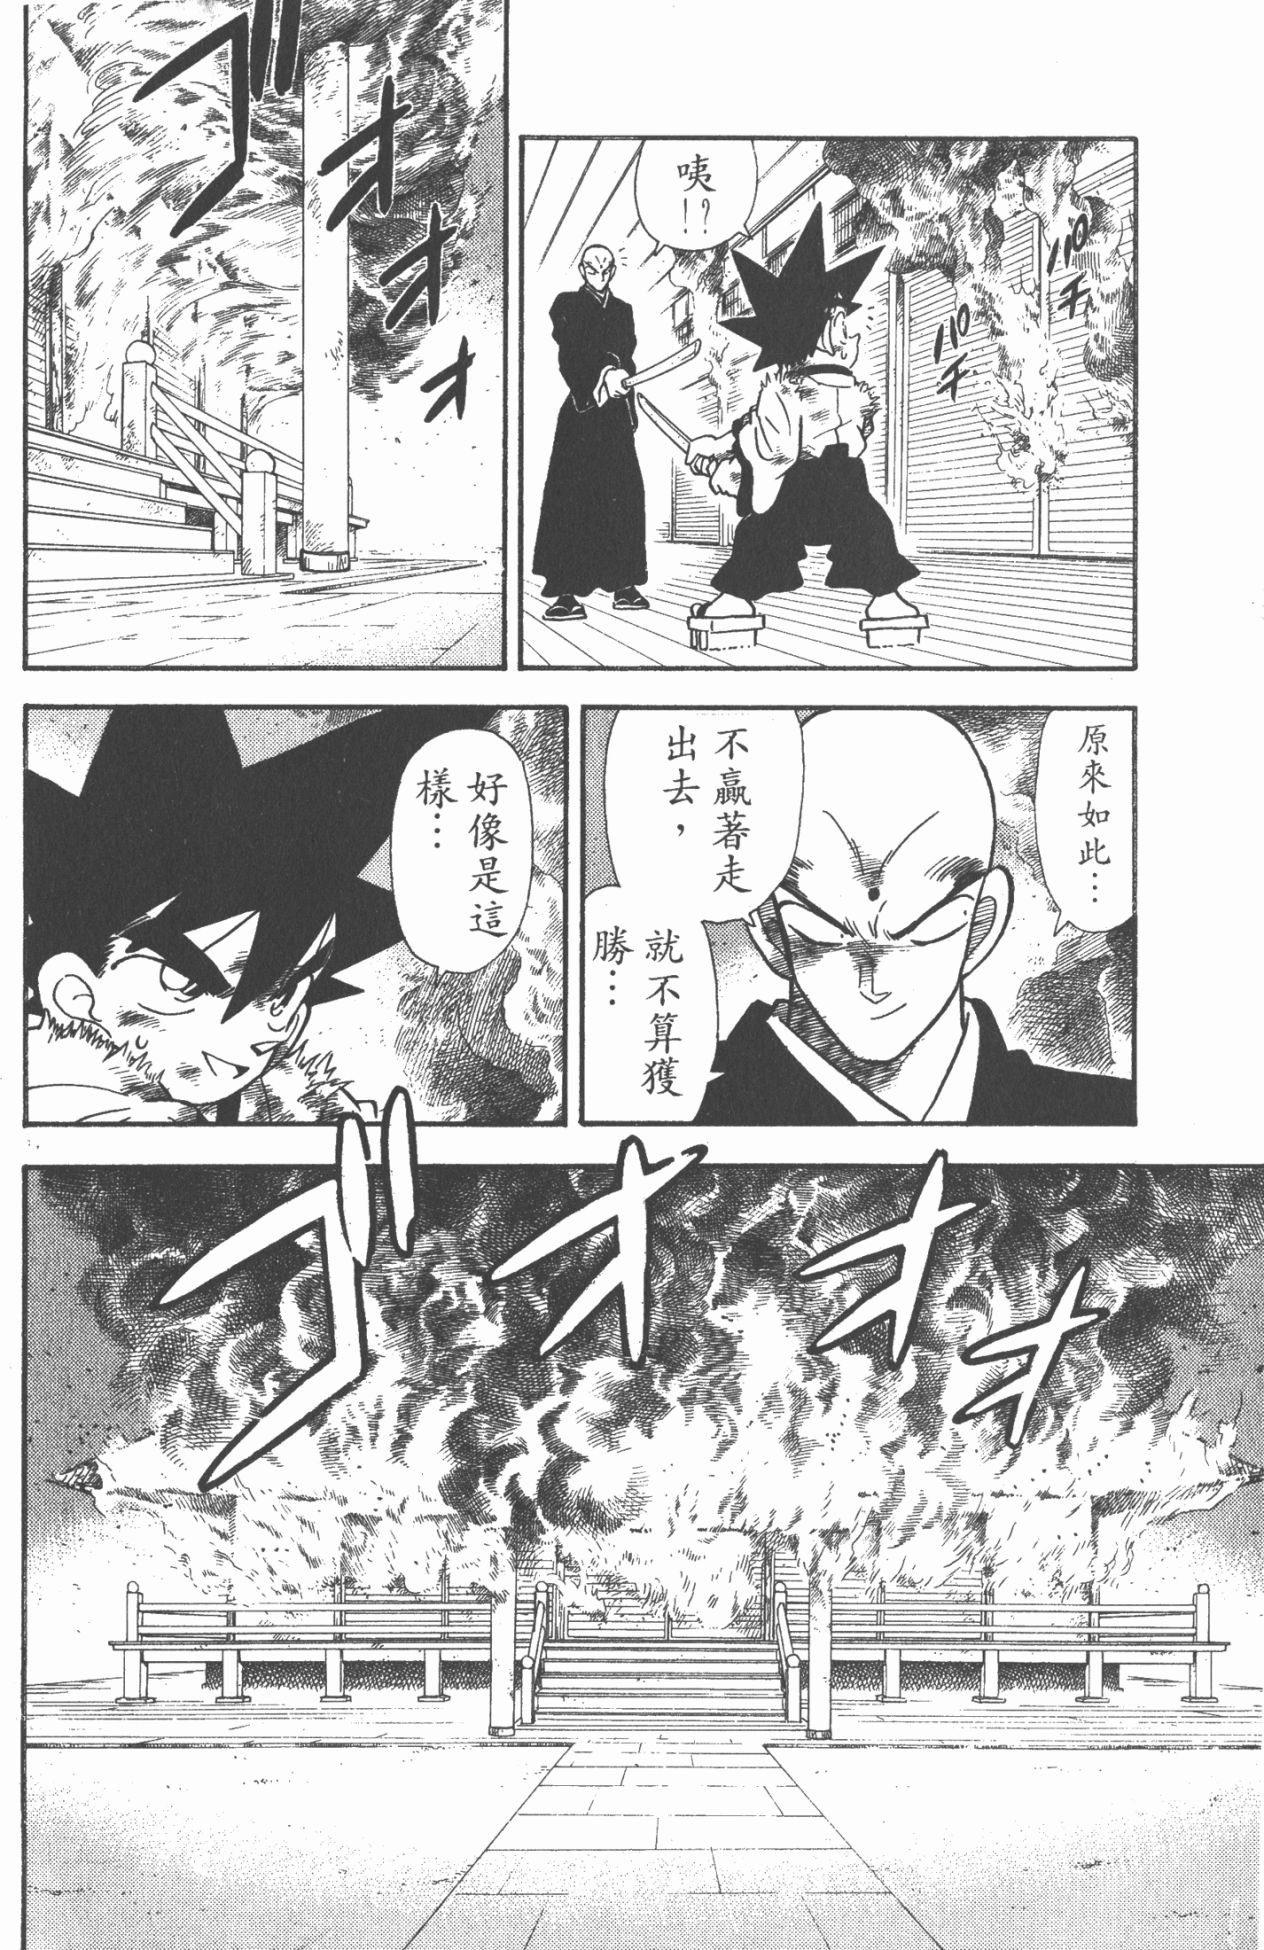 咦
！？
パチ
パチ
ゴオオオ
原來如此…
不贏著走
出去，
就不算獲
勝…
好像是這
樣…
ゴオオオ